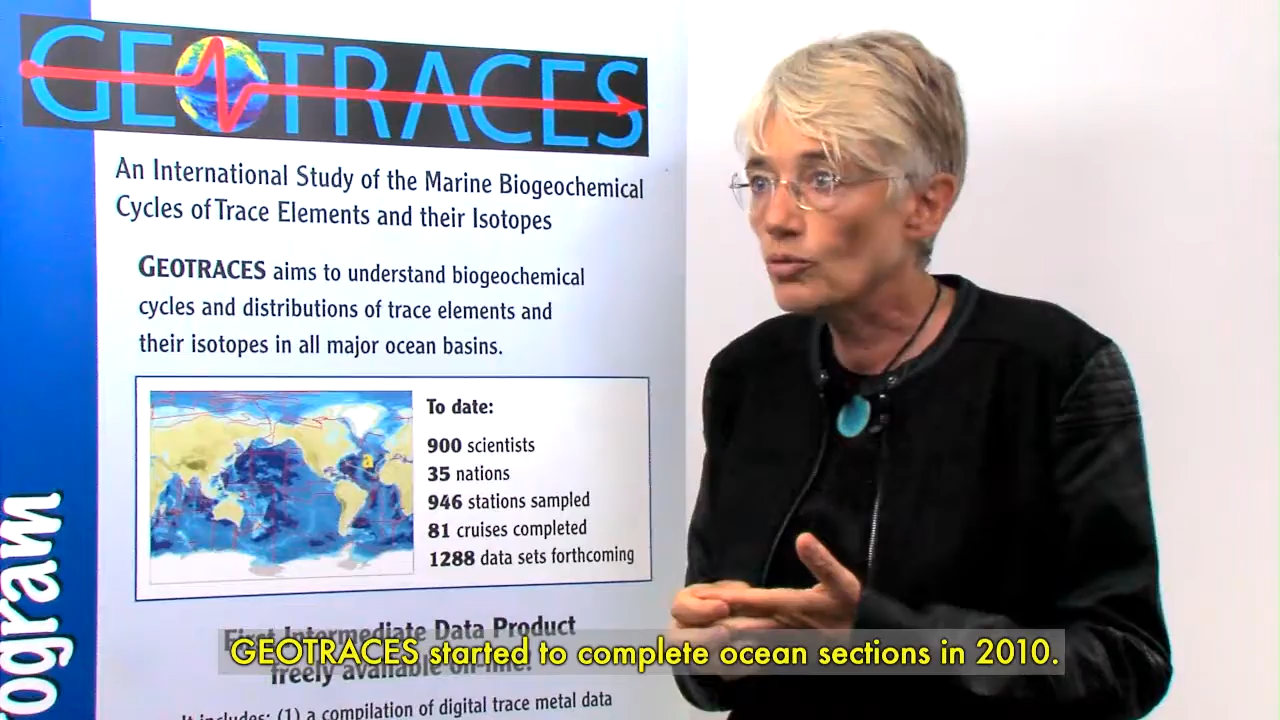 GEOTRACES
An International Study of the Marine Biogeochemical
Cycles of Trace Elements and their Isotopes
GEOTRACES aims to understand biogeochemical
cycles and distributions of trace elements and
their isotopes in all major ocean basins.
To date:
900 scientists
35 nations
946 stations sampled
81 cruises completed
1288 data sets forthcoming
First Intermediate Data Product
freely available on-line!
It includes: (1) a compilation of digital trace metal data
ogram
GEOTRACES started to complete ocean sections in 2010.